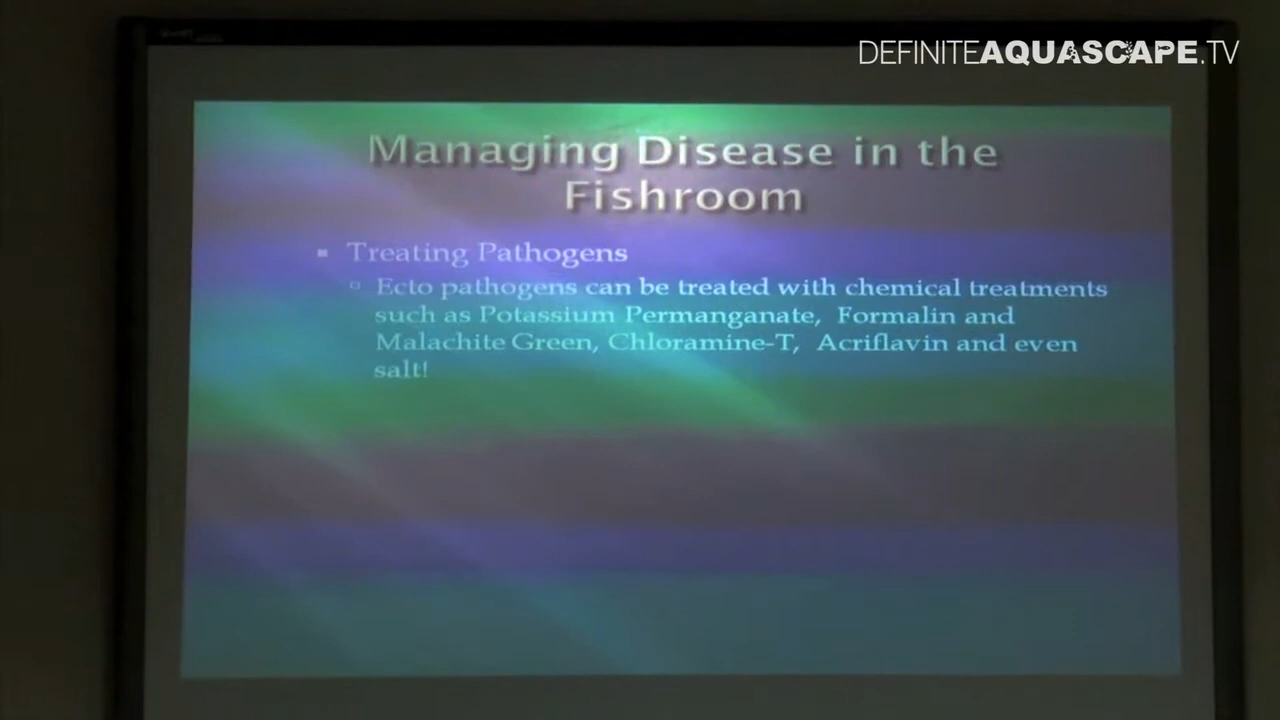 DEFINITEAQUASCAPE.TV
Managing Disease in the
Fishroom
Treating Pathogens
Ecto pathogens can be treated with chemical treatments
such as Potassium Permanganate, Formalin and
Malachite Green, Chloramine-T, Acriflavin and even
salt!